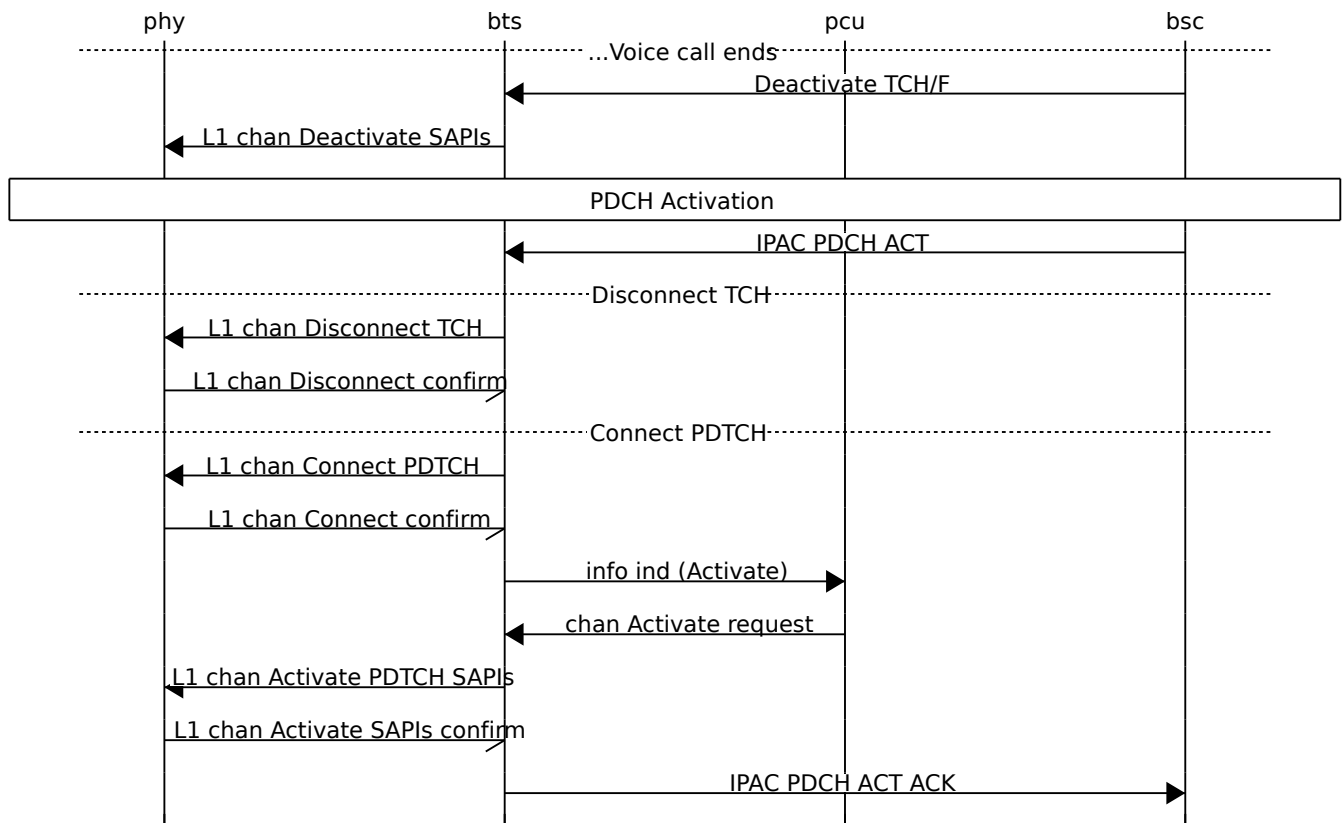 phy bts pcu bsc
...Voice call ends
Deactivate TCH/F
L1 chan Deactivate SAPIs
PDCH Activation
IPAC PDCH ACT
Disconnect TCH
L1 chan Disconnect TCH
L1 chan Disconnect confirm
Connect PDTCH
L1 chan Connect PDTCH
L1 chan Connect confirm
info ind (Activate)
chan Activate request
L1 chan Activate PDTCH SAPIs
L1 chan Activate SAPIs confirm
IPAC PDCH ACT ACK